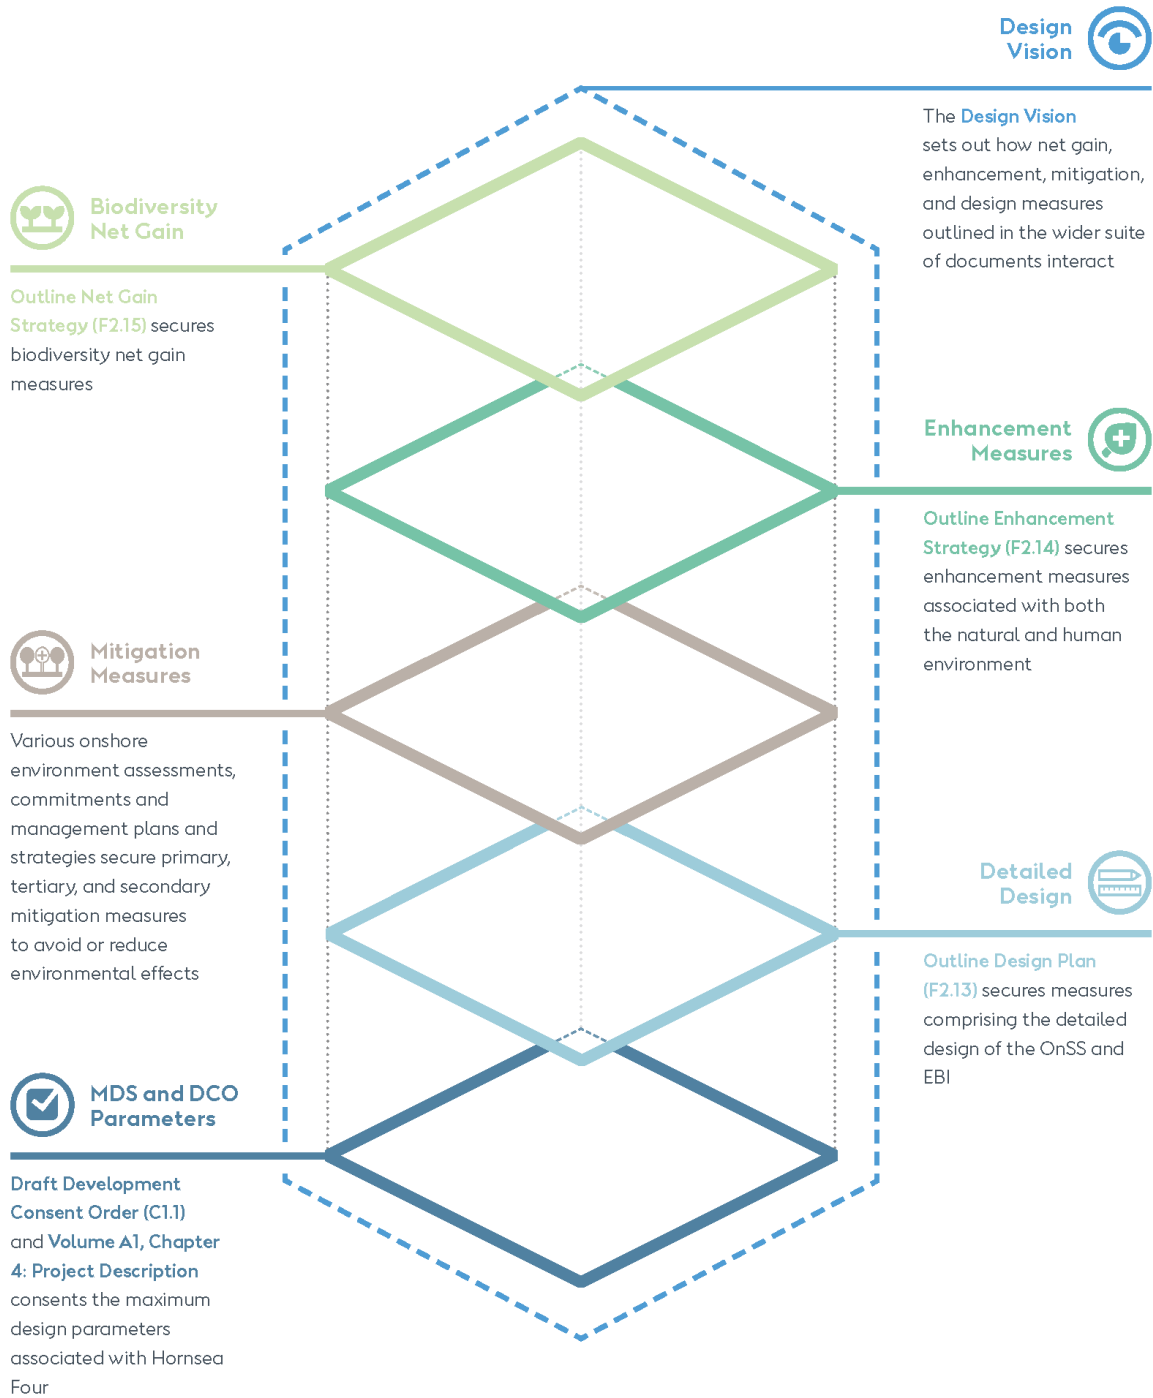 Design
Vision
The Design Vision
sets out how net gain,
enhancement, mitigation,
and design measures
outlined in the wider suite
of documents interact
Biodiversity
Net Gain
Outline Net Gain
Strategy (F2.15) secures
biodiversity net gain
measures
Enhancement
Measures
Outline Enhancement
Strategy (F2.14) secures
enhancement measures
associated with both
the natural and human
environment
Mitigation
Measures
Various onshore
environment assessments,
commitments and
management plans and
strategies secure primary,
tertiary, and secondary
mitigation measures
to avoid or reduce
environmental effects
Detailed
Design
Outline Design Plan
(F2.13) secures measures
comprising the detailed
design of the OnSS and
EBI
MDS and DCO
Parameters
Draft Development
Consent Order (C1.1)
and Volume A1, Chapter
4: Project Description
consents the maximum
design parameters
associated with Hornsea
Four